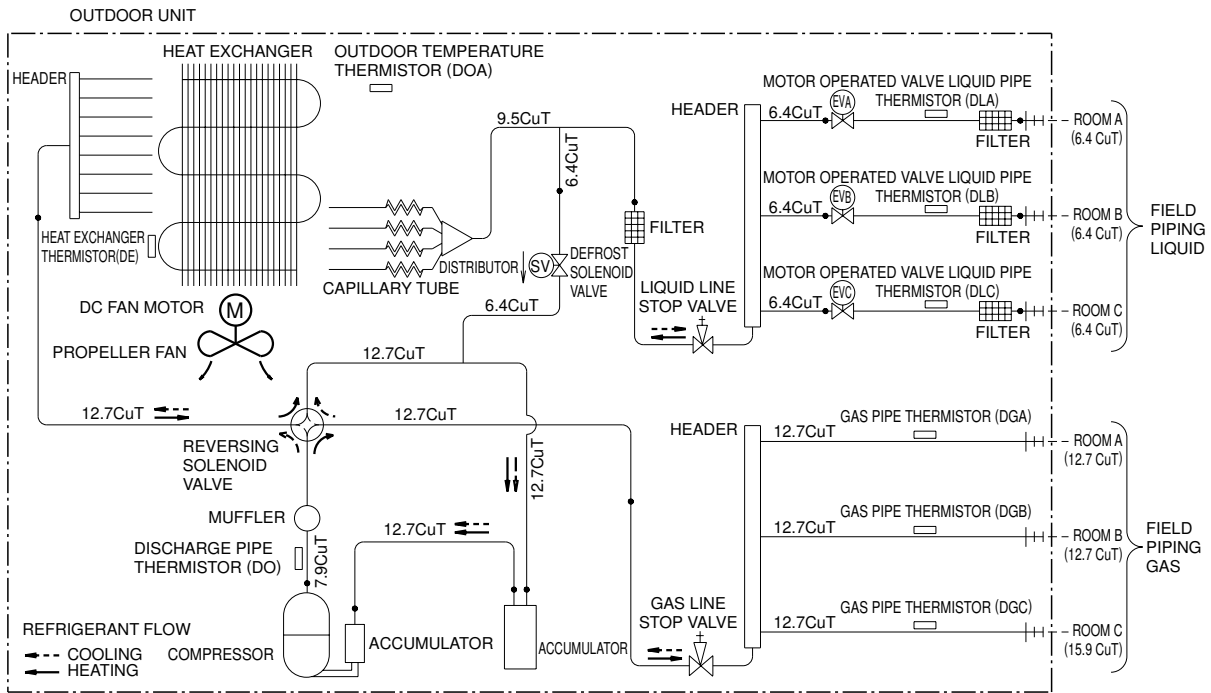 OUTDOOR UNIT
HEAT EXCHANGER
OUTDOOR TEMPERATURE
THERMISTOR (DOA)
HEADER
HEAT EXCHANGER
THERMISTOR(DE)
DC FAN MOTOR
M
PROPELLER FAN
CAPILLARY TUBE
DISTRIBUTOR
9.5CuT
6.4CuT
SV
DEFROST
SOLENOID
VALVE
6.4CuT
FILTER
LIQUID LINE
STOP VALVE
HEADER
MOTOR OPERATED VALVE LIQUID PIPE
THERMISTOR (DLA)
6.4CuT
EVA
FILTER
ROOM A
(6.4 CuT)
MOTOR OPERATED VALVE LIQUID PIPE
THERMISTOR (DLB)
6.4CuT
EVB
FILTER
ROOM B
(6.4 CuT)
MOTOR OPERATED VALVE LIQUID PIPE
THERMISTOR (DLC)
6.4CuT
EVC
FILTER
ROOM C
(6.4 CuT)
FIELD
PIPING
LIQUID
12.7CuT
12.7CuT
12.7CuT
REVERSING
SOLENOID
VALVE
12.7CuT
MUFFLER
DISCHARGE PIPE
THERMISTOR (DO)
7.9CuT
12.7CuT
COMPRESSOR
ACCUMULATOR
ACCUMULATOR
REFRIGERANT FLOW
COOLING
HEATING
GAS LINE
STOP VALVE
HEADER
GAS PIPE THERMISTOR (DGA)
12.7CuT
ROOM A
(12.7 CuT)
GAS PIPE THERMISTOR (DGB)
12.7CuT
ROOM B
(12.7 CuT)
GAS PIPE THERMISTOR (DGC)
12.7CuT
ROOM C
(15.9 CuT)
FIELD
PIPING
GAS